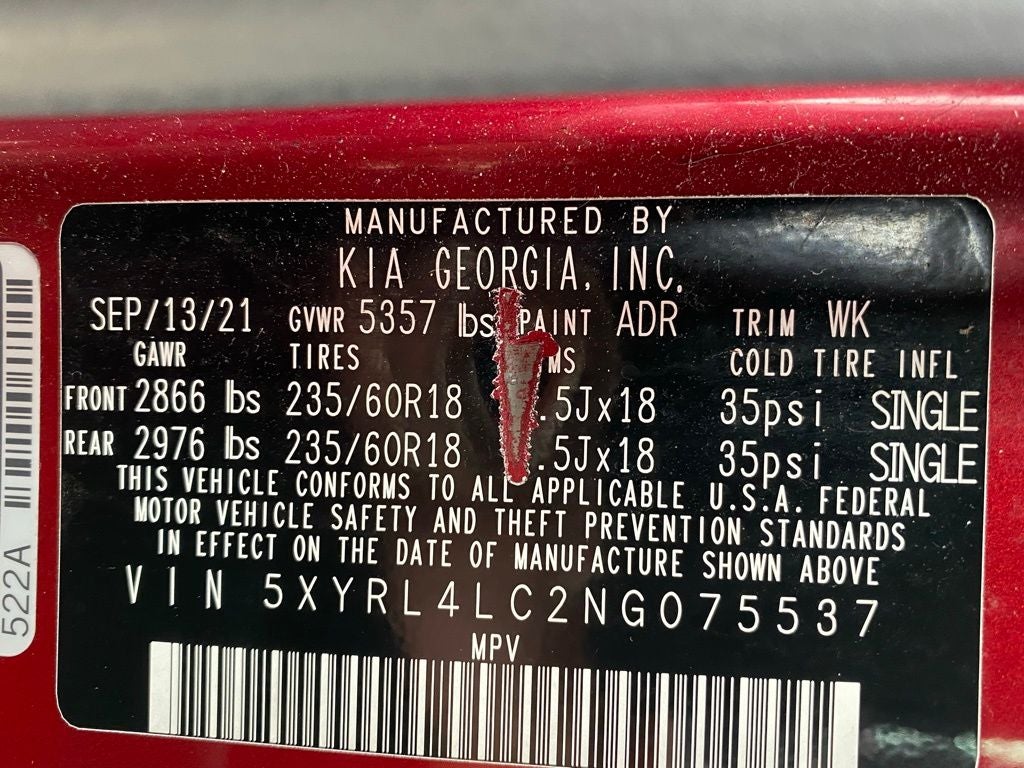 MANUFACTURED BY
KIA GEORGIA, INC.
SEP/13/21 GVWR 5357 lbs PAINT ADR TRIM WK
GAWR TIRES MS COLD TIRE INFL
FRONT 2866 lbs 235/60R18 .5Jx18 35psi SINGLE
REAR 2976 lbs 235/60R18 .5Jx18 35psi SINGLE
THIS VEHICLE CONFORMS TO ALL APPLICABLE U.S.A. FEDERAL
MOTOR VEHICLE SAFETY AND THEFT PREVENTION STANDARDS
IN EFFECT ON THE DATE OF MANUFACTURE SHOWN ABOVE
VIN 5XYRL4LC2NG075537
MPV
522A